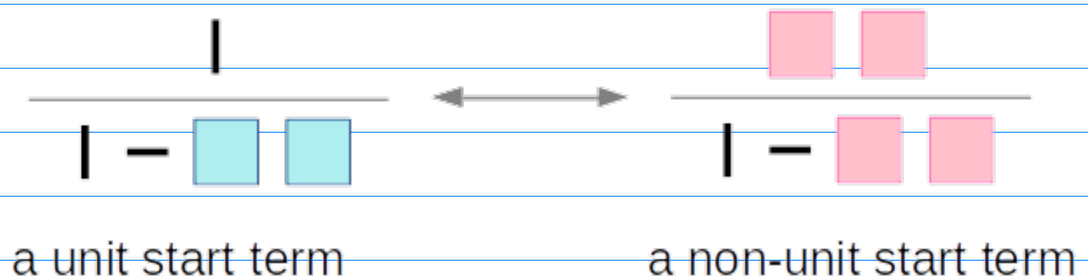 1
1 −
a unit start term
1 −
a non-unit start term